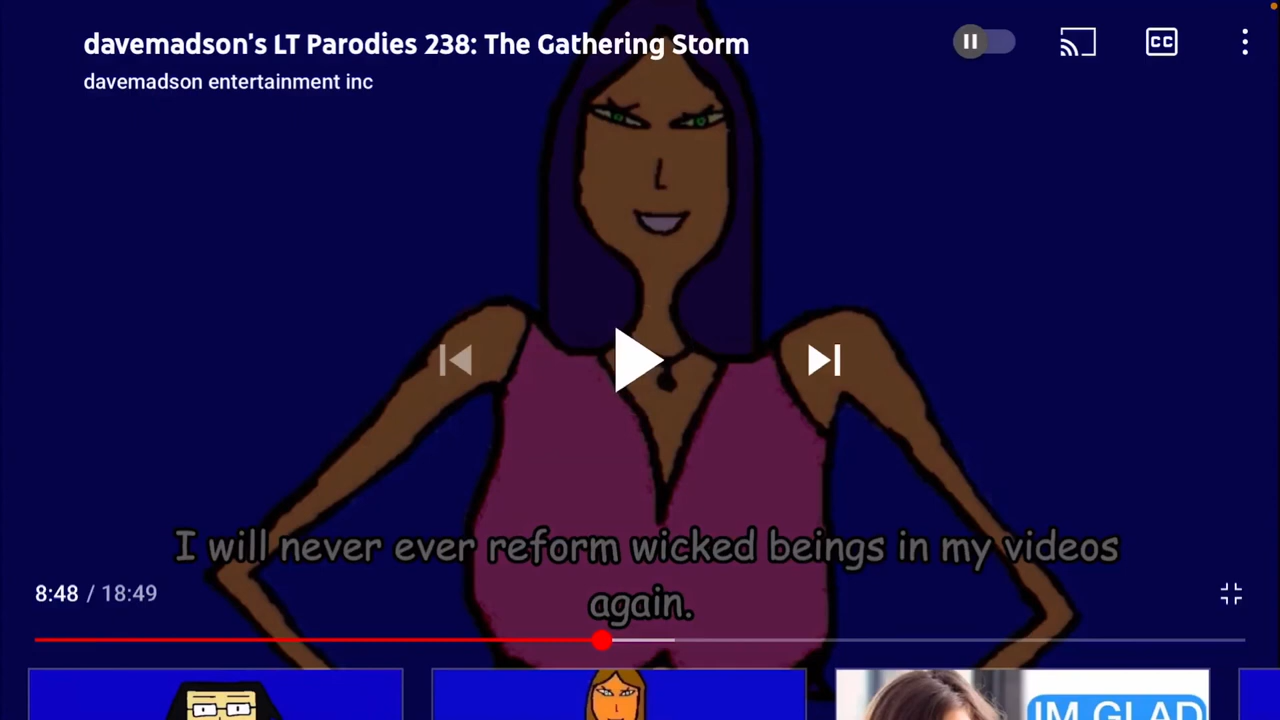 davemadson's LT Parodies 238: The Gathering Storm
davemadson entertainment inc
CC
I will never ever reform wicked beings in my videos
again.
8:48 / 18:49
IM GLAD